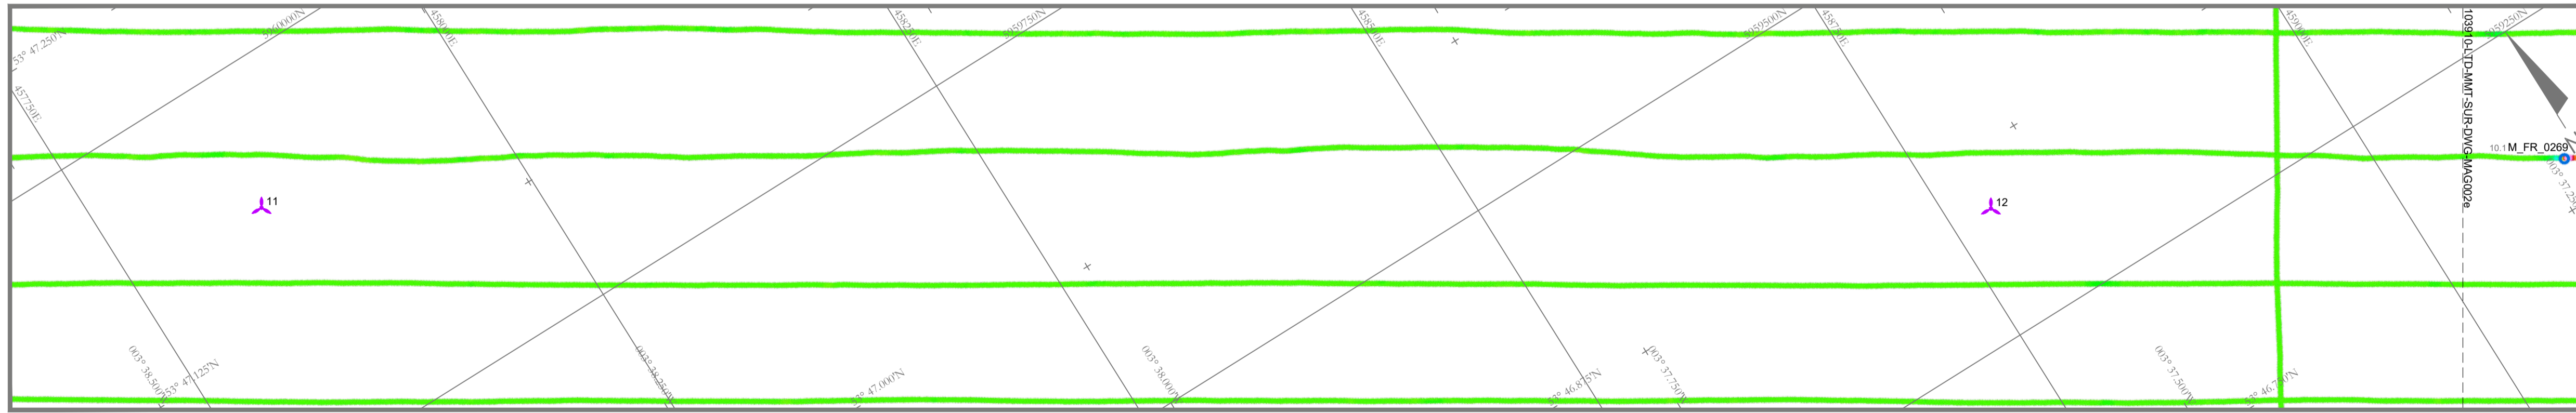 5960000N
458000E
458250E
5959750N
458500E
5959500N
458750E
459000E
103910-LTD-MMT-SUR-DWG-MAG002e
5959250N
53° 47.250'N
457750E
10.1 M_FR_0269
003° 37.250'W
11
12
003° 38.500'W
53° 47.125'N
003° 38.250'W
53° 47.000'N
003° 38.000'W
53° 46.875'N
003° 37.750'W
003° 37.500'W
53° 46.750'N